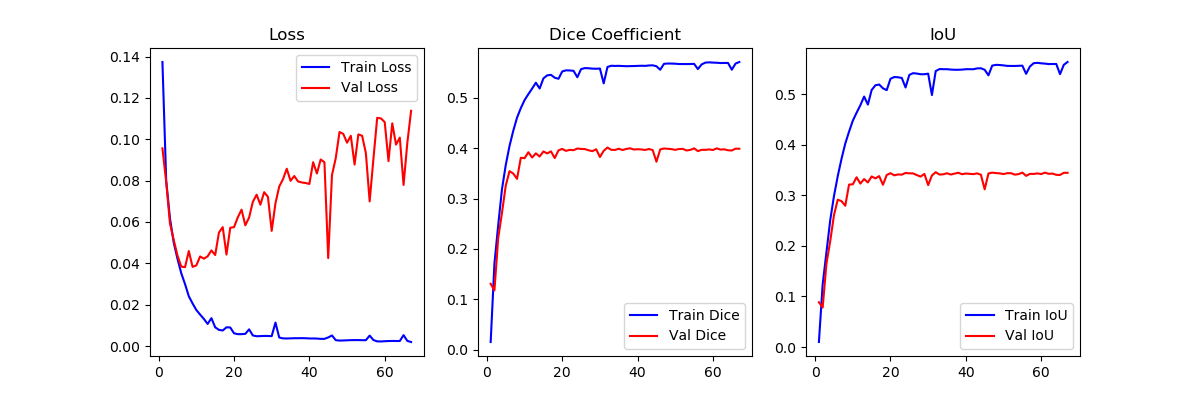 Loss
0.14
0.12
0.10
0.08
0.06
0.04
0.02
0.00
0 20 40 60
Train Loss
Val Loss
Dice Coefficient
0.5
0.4
0.3
0.2
0.1
0.0
0 20 40 60
Train Dice
Val Dice
IoU
0.5
0.4
0.3
0.2
0.1
0.0
0 20 40 60
Train IoU
Val IoU